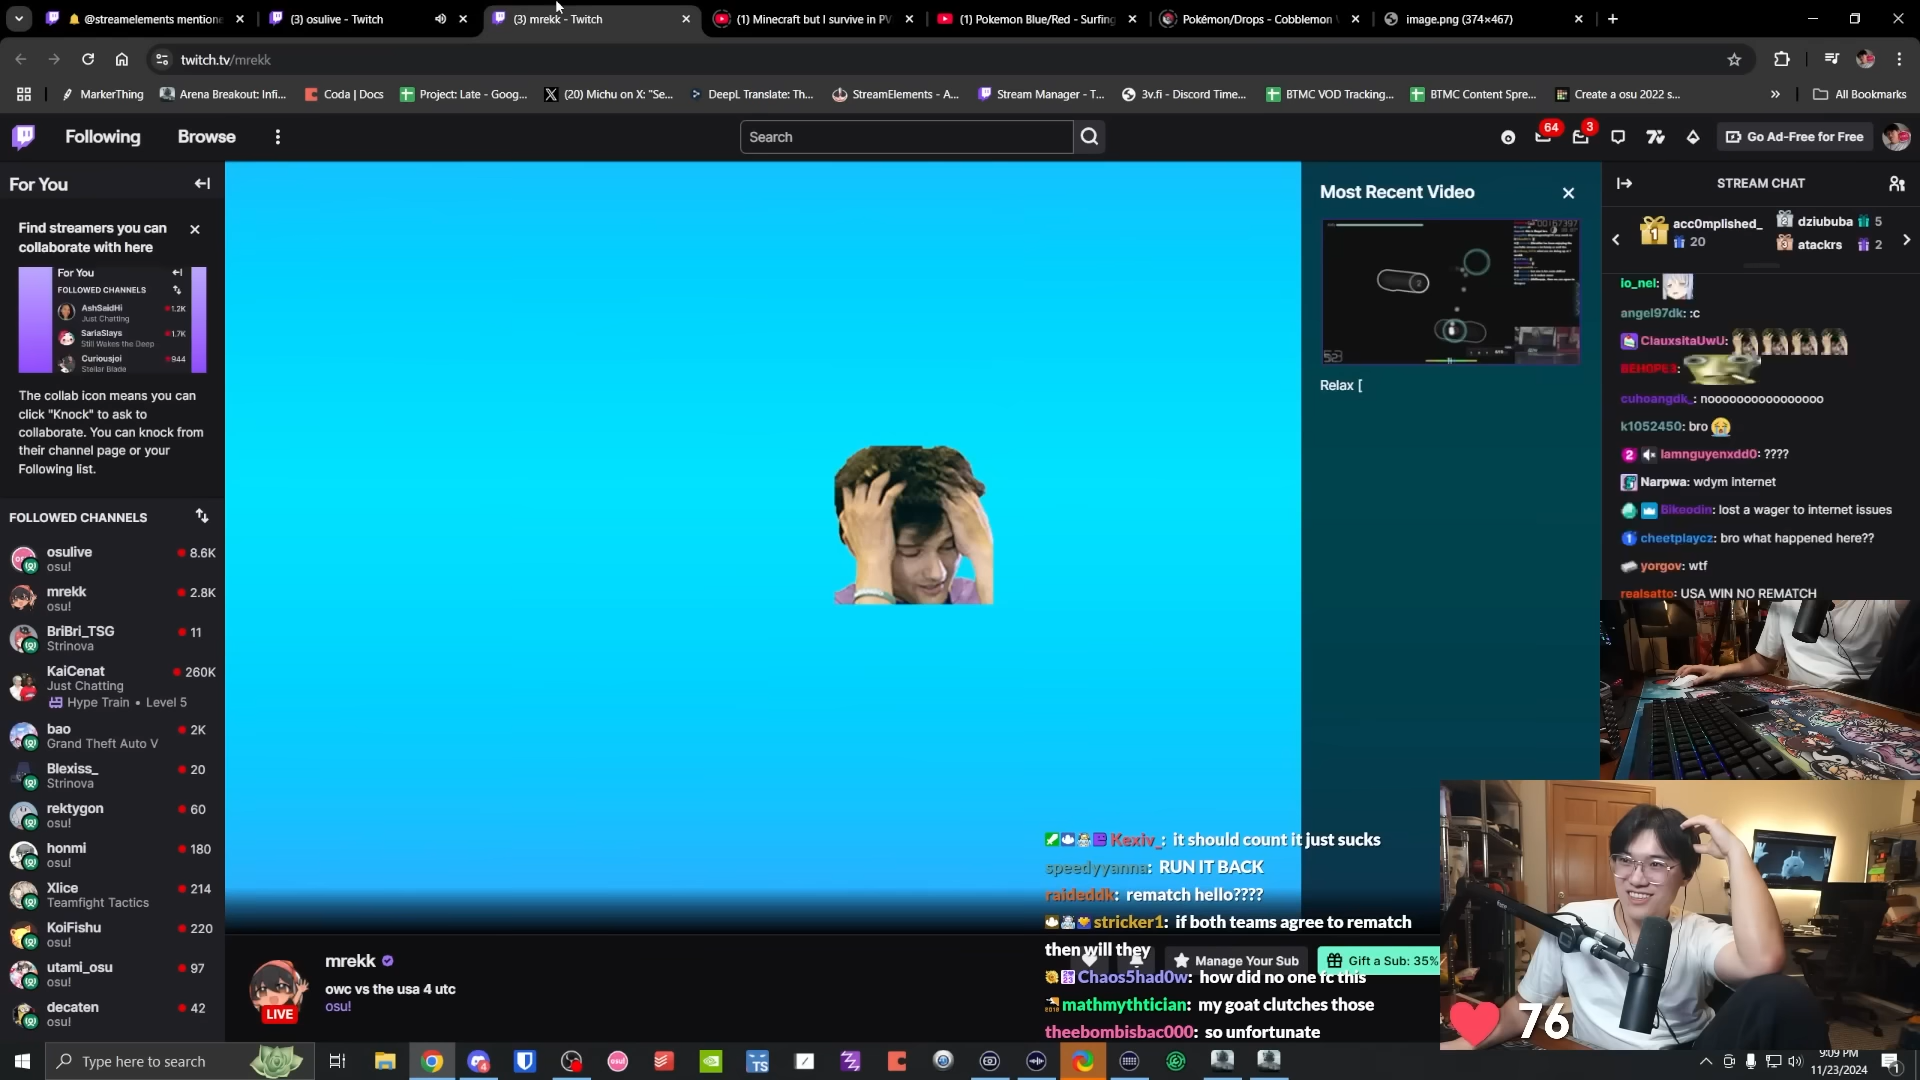 @streamelements mentione
(3) osulive - Twitch
(3) mrekk - Twitch
(1) Minecraft but I survive in PV
(1) Pokemon Blue/Red - Surfing
Pokémon/Drops - Cobblemon
image.png (374×467)
twitch.tv/mrekk
MarkerThing
Arena Breakout: Infi...
Coda | Docs
Project: Late - Goog...
(20) Michu on X: "Se...
DeepL Translate: Th...
StreamElements - A...
Stream Manager - T...
3v.fi - Discord Time...
BTMC VOD Tracking...
BTMC Content Spre...
Create a osu 2022 s...
All Bookmarks
Following
Browse
Search
64
3
Go Ad-Free for Free
For You
Find streamers you can
collaborate with here
For You
FOLLOWED CHANNELS
AshSaidHi
1.2K
Just Chatting
SariaSlays
1.7K
Still Wakes the Deep
Curiousjoi
944
Stellar Blade
The collab icon means you can
click "Knock" to ask to
collaborate. You can knock from
their channel page or your
Following list.
FOLLOWED CHANNELS
osulive
8.6K
osu!
mrekk
2.8K
osu!
BriBri_TSG
11
Strinova
KaiCenat
260K
Just Chatting
Hype Train • Level 5
bao
2K
Grand Theft Auto V
Blexiss_
20
Strinova
rektygon
60
osu!
honmi
180
osu!
Xlice
214
Teamfight Tactics
KoiFishu
220
osu!
utami_osu
97
osu!
decaten
42
osu!
Most Recent Video
Relax [
STREAM CHAT
1
acc0mplished_
20
dziububa 5
atackrs 2
io_nel:
angel97dk: :c
ClauxsitaUwU:
cuhoangdk_: noooooooooooooooo
k1052450: bro
lamnguyenxdd0: ????
Narpwa: wdym internet
Bikoodin: lost a wager to internet issues
cheetplaycz: bro what happened here??
yorgov: wtf
realsatto: USA WIN NO REMATCH
Kexiv_: it should count it just sucks
speedyyanna: RUN IT BACK
raideddk: rematch hello????
stricker1: if both teams agree to rematch
then will they
Chaos5had0w: how did no one fc this
mathmythtician: my goat clutches those
theebombisbac000: so unfortunate
mrekk
owc vs the usa 4 utc
osu!
LIVE
Manage Your Sub
Gift a Sub: 35%
76
Type here to search
9:09 PM
11/23/2024